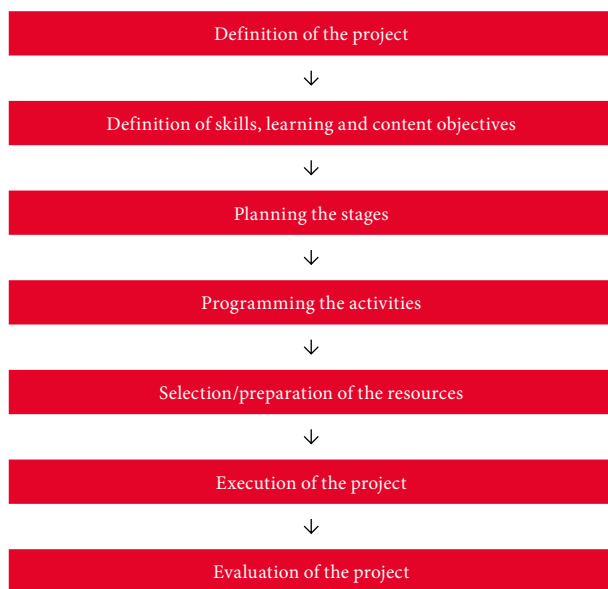 Definition of the project
Definition of skills, learning and content objectives
Planning the stages
Programming the activities
Selection/preparation of the resources
Execution of the project
Evaluation of the project